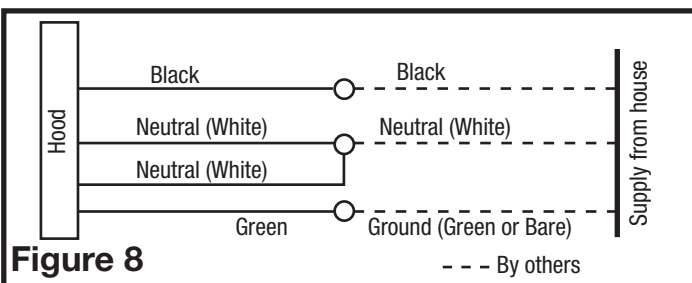 Black
Black
Neutral (White)
Neutral (White)
Hood
Neutral (White)
Supply from house
Green
Ground (Green or Bare)
Figure 8
--- By others